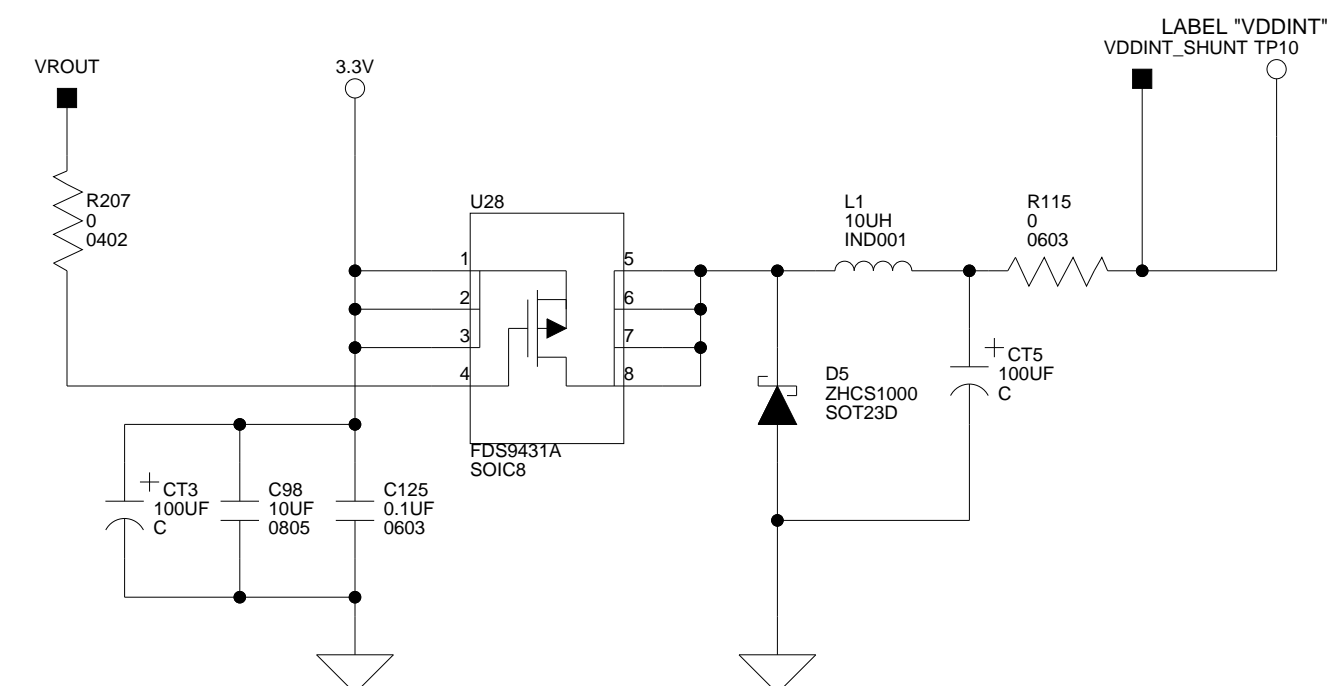 LABEL "VDDINT"
VDDINT_SHUNT TP10
VROUT
3.3V
R207
0
0402
U28
1
2
3
4
5
6
7
8
FDS9431A
SOIC8
L1
10UH
IND001
R115
0
0603
D5
ZHCS1000
SOT23D
+
CT5
100UF
C
+
CT3
100UF
C
C98
10UF
0805
C125
0.1UF
0603